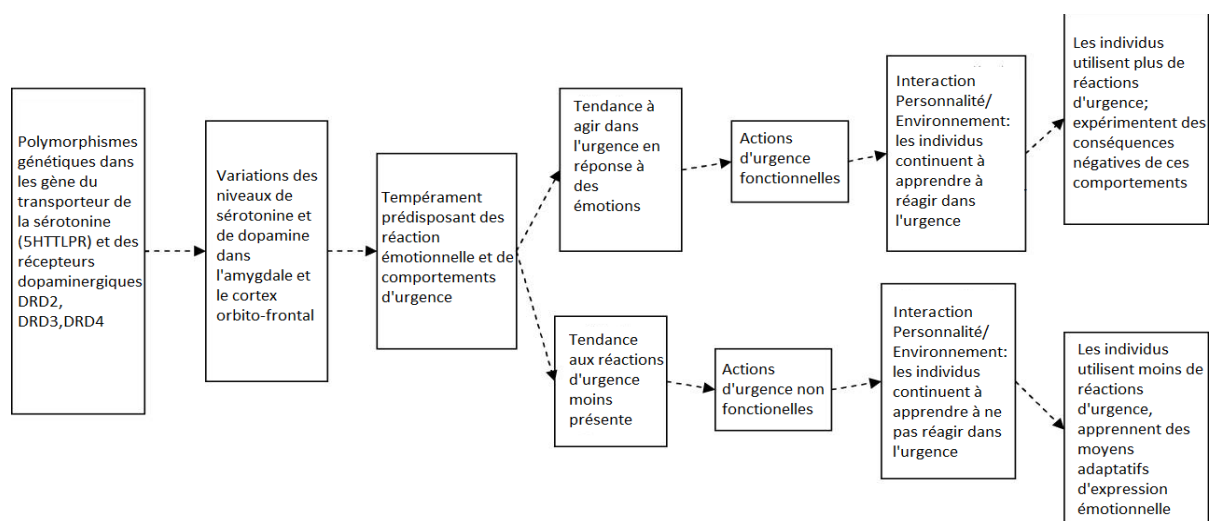 Polymorphismes
génétiques dans
les gène du
transporteur de
la sérotonine
(5HTTLPR) et des
récepteurs
dopaminergiques
DRD2,
DRD3,DRD4
Variations des
niveaux de
sérotonine et
de dopamine
dans
l'amygdale et
le cortex
orbito-frontal
Tempérament
prédisposant des
réaction
émotionnelle et de
comportements
d'urgence
Tendance à
agir dans
l'urgence en
réponse à
des
émotions
Actions
d'urgence
fonctionnelles
Interaction
Personnalité/
Environnement:
les individus
continuent à
apprendre à
réagir dans
l'urgence
Les individus
utilisent plus de
réactions
d'urgence;
expérimentent des
conséquences
négatives de ces
comportements
Tendance
aux réactions
d'urgence
moins
présente
Actions
d'urgence non
fonctionelles
Interaction
Personnalité/
Environnement:
les individus
continuent à
apprendre à ne
pas réagir dans
l'urgence
Les individus
utilisent moins de
réactions
d'urgence,
apprennent des
moyens
adaptatifs
d'expression
émotionnelle